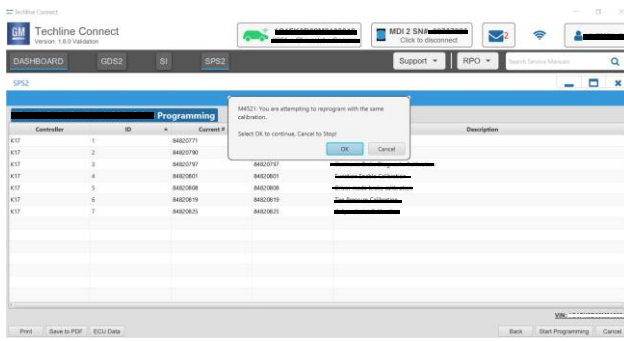 Techline Connect
GM Techline Connect
Version: 1.6.0 Validation
MDI 2 SN#
Click to disconnect
2
DASHBOARD GDS2 SI SPS2 Support RPO Search Service Manuals
SPS2
Programming
M4521: You are attempting to reprogram with the same
calibration.
Select OK to continue, Cancel to Stop!
OK Cancel
Controller ID Current # Description
K17 1 84820771
K17 2 84820790
K17 3 84820797 84820797
K17 4 84820801 84820801
K17 5 84820808 84820808
K17 6 84820819 84820819
K17 7 84820825 84820825
VIN:
Print Save to PDF ECU Data Back Start Programming Cancel